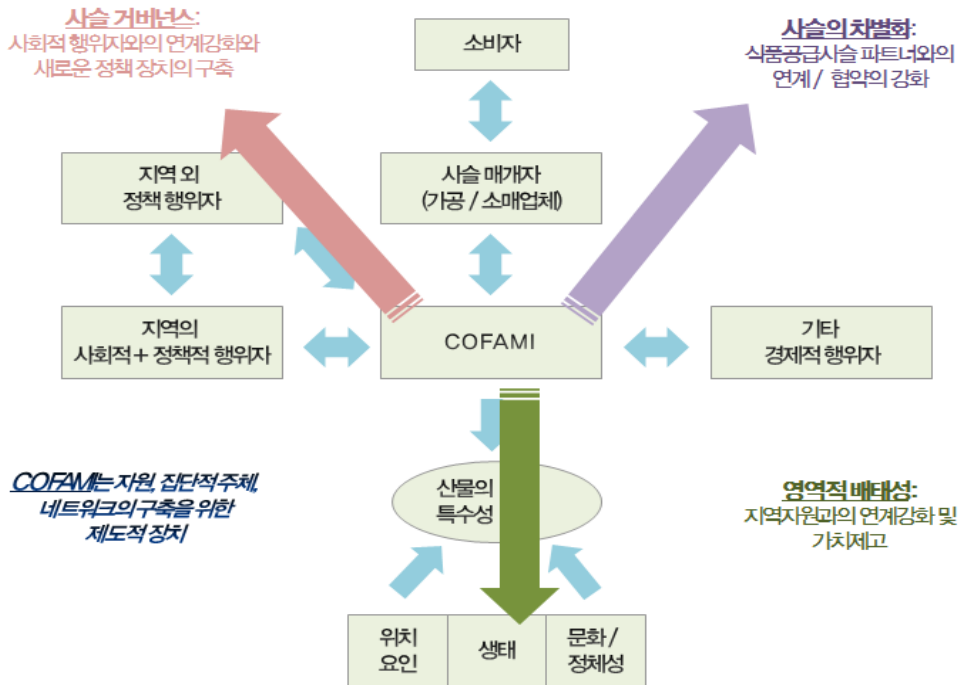 사슬 거버넌스:
사회적 행위자와의 연계강화와
새로운 정책 장치의 구축
소비자
사슬의 차별화:
식품공급사슬 파트너와의
연계 / 협약의 강화
지역 외
정책 행위자
사슬 매개자
(가공 / 소매업체)
지역의
사회적 + 정책적 행위자
COFAMI
기타
경제적 행위자
COFAMI는 자원, 집단적 주체,
네트워크의 구축을 위한
제도적 장치
산물의
특수성
영역적 배태성:
지역자원과의 연계강화 및
가치제고
위치
요인
생태
문화 /
정체성